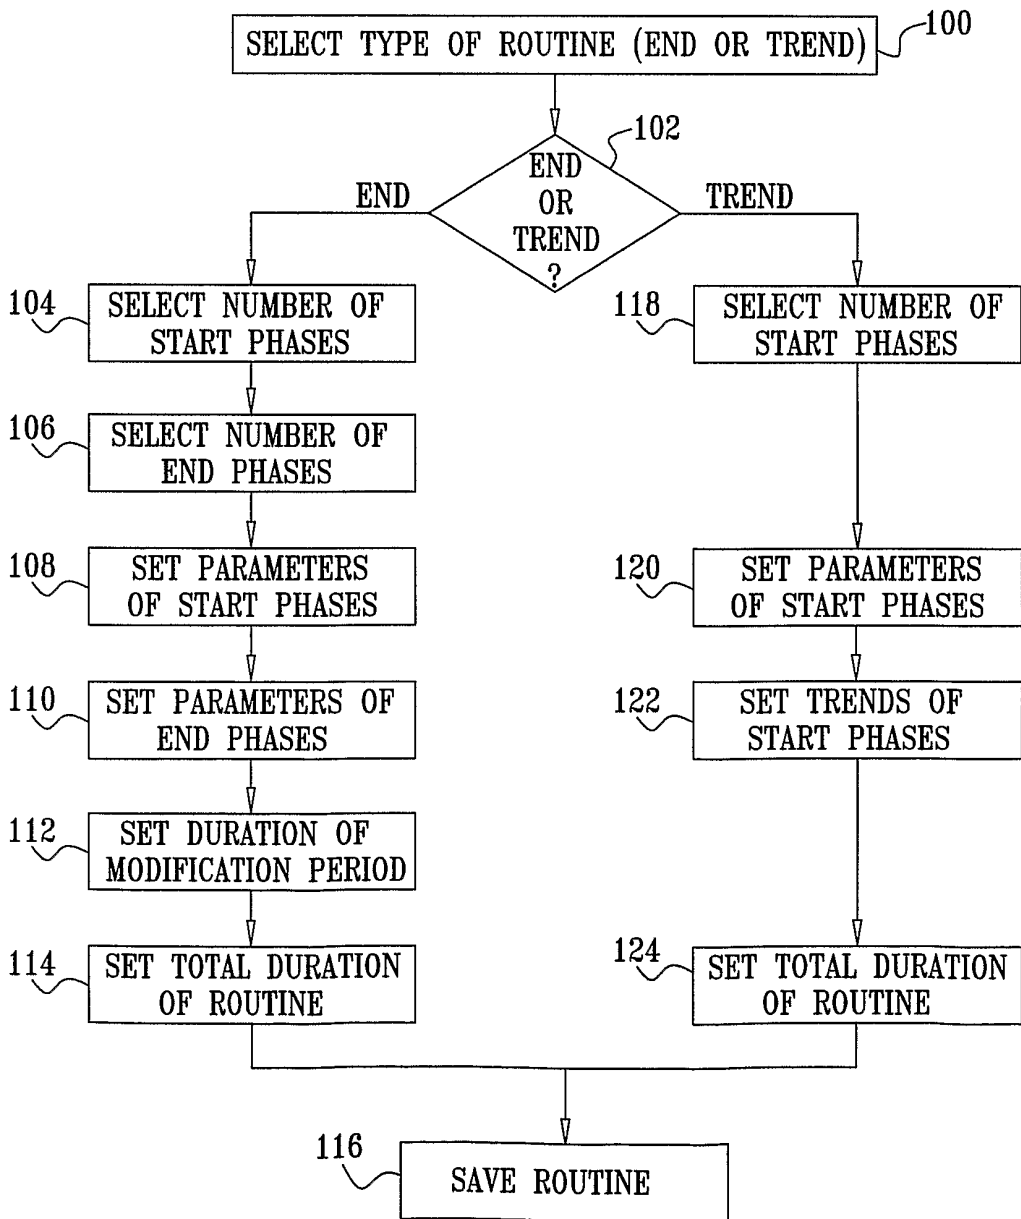 SELECT TYPE OF ROUTINE (END OR TREND)
100
102
END
OR
TREND
?
END
TREND
104
SELECT NUMBER OF
START PHASES
106
SELECT NUMBER OF
END PHASES
108
SET PARAMETERS
OF START PHASES
110
SET PARAMETERS OF
END PHASES
112
SET DURATION OF
MODIFICATION PERIOD
114
SET TOTAL DURATION
OF ROUTINE
118
SELECT NUMBER OF
START PHASES
120
SET PARAMETERS
OF START PHASES
122
SET TRENDS OF
START PHASES
124
SET TOTAL DURATION
OF ROUTINE
116
SAVE ROUTINE